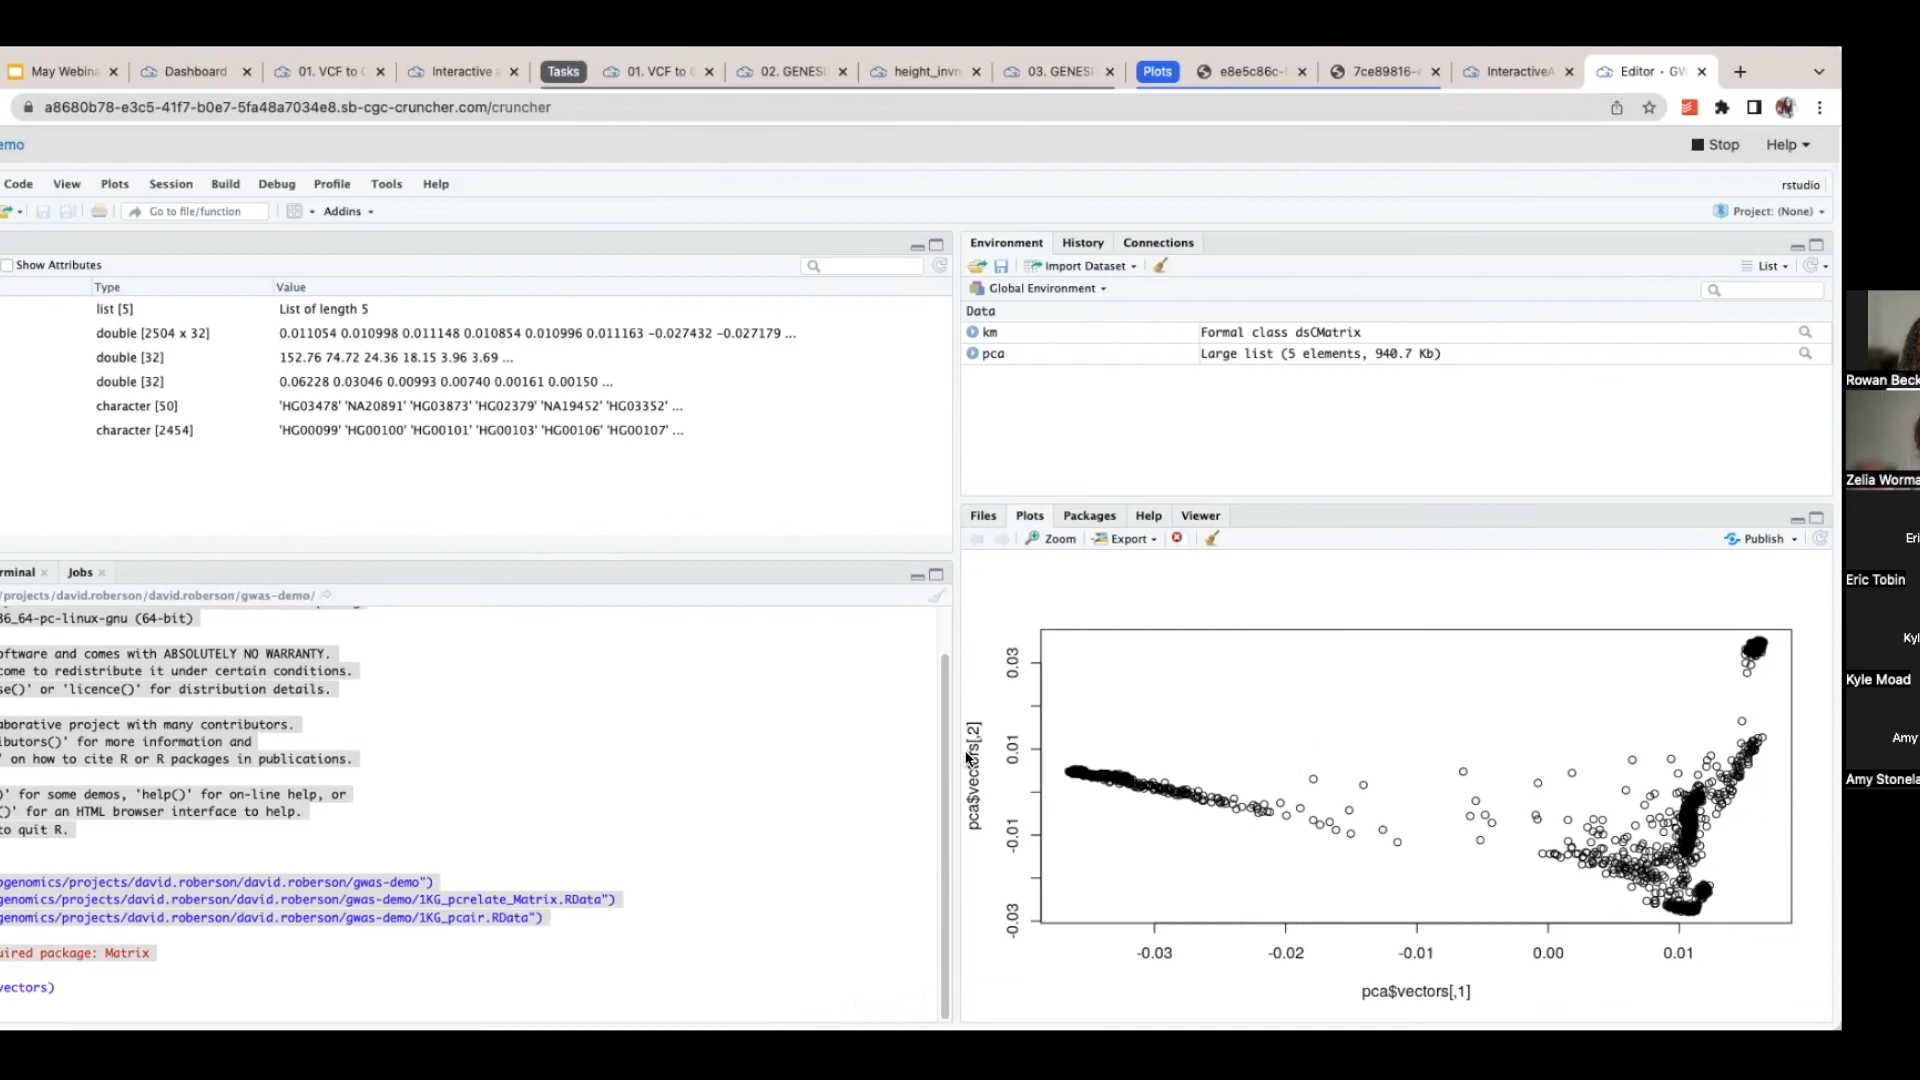 May Webina
Dashboard
01. VCF to
Interactive
Tasks
01. VCF to
02. GENESI
height_invn
03. GENESI
Plots
e8e5c86c-
7ce89816-
InteractiveA
Editor - GW
a8680b78-e3c5-41f7-b0e7-5fa48a7034e8.sb-cgc-cruncher.com/cruncher
emo
Stop Help
Code View Plots Session Build Debug Profile Tools Help
rstudio
Go to file/function
Addins
Project: (None)
Show Attributes
Type Value
list [5] List of length 5
double [2504 x 32] 0.011054 0.010998 0.011148 0.010854 0.010996 0.011163 -0.027432 -0.027179 ...
double [32] 152.76 74.72 24.36 18.15 3.96 3.69 ...
double [32] 0.06228 0.03046 0.00993 0.00740 0.00161 0.00150 ...
character [50] 'HG03478' 'NA20891' 'HG03873' 'HG02379' 'NA19452' 'HG03352' ...
character [2454] 'HG00099' 'HG00100' 'HG00101' 'HG00103' 'HG00106' 'HG00107' ...
rminal Jobs
/projects/david.roberson/david.roberson/gwas-demo/
86_64-pc-linux-gnu (64-bit)
oftware and comes with ABSOLUTELY NO WARRANTY.
come to redistribute it under certain conditions.
se()' or 'licence()' for distribution details.
aborative project with many contributors.
ibutors()' for more information and
' on how to cite R or R packages in publications.
)' for some demos, 'help()' for on-line help, or
()' for an HTML browser interface to help.
to quit R.
ogenomics/projects/david.roberson/david.roberson/gwas-demo")
genomics/projects/david.roberson/david.roberson/gwas-demo/1KG_pcrelate_Matrix.RData")
genomics/projects/david.roberson/david.roberson/gwas-demo/1KG_pcair.RData")
uired package: Matrix
vectors)
Environment History Connections
Import Dataset
List
Global Environment
Data
km Formal class dsCMatrix
pca Large list (5 elements, 940.7 Kb)
Files Plots Packages Help Viewer
Zoom Export
Publish
pca$vectors[,2]
0.03
0.01
-0.01
-0.03
-0.03 -0.02 -0.01 0.00 0.01
pca$vectors[,1]
Rowan Beck
Zelia Worma
Eri
Eric Tobin
Kyl
Kyle Moad
Amy
Amy Stonela